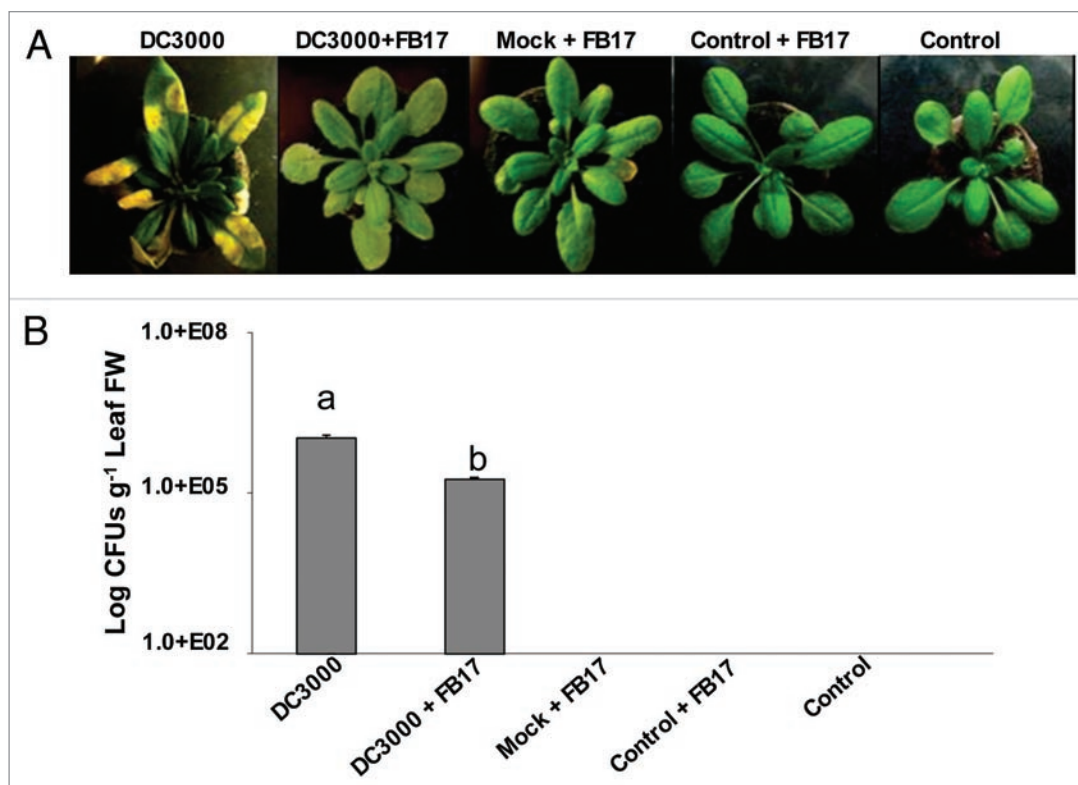 A
DC3000 DC3000+FB17 Mock + FB17 Control + FB17 Control
B
Log CFUs g⁻¹ Leaf FW
1.0+E08
1.0+E05
1.0+E02
a
b
DC3000
DC3000 + FB17
Mock + FB17
Control + FB17
Control